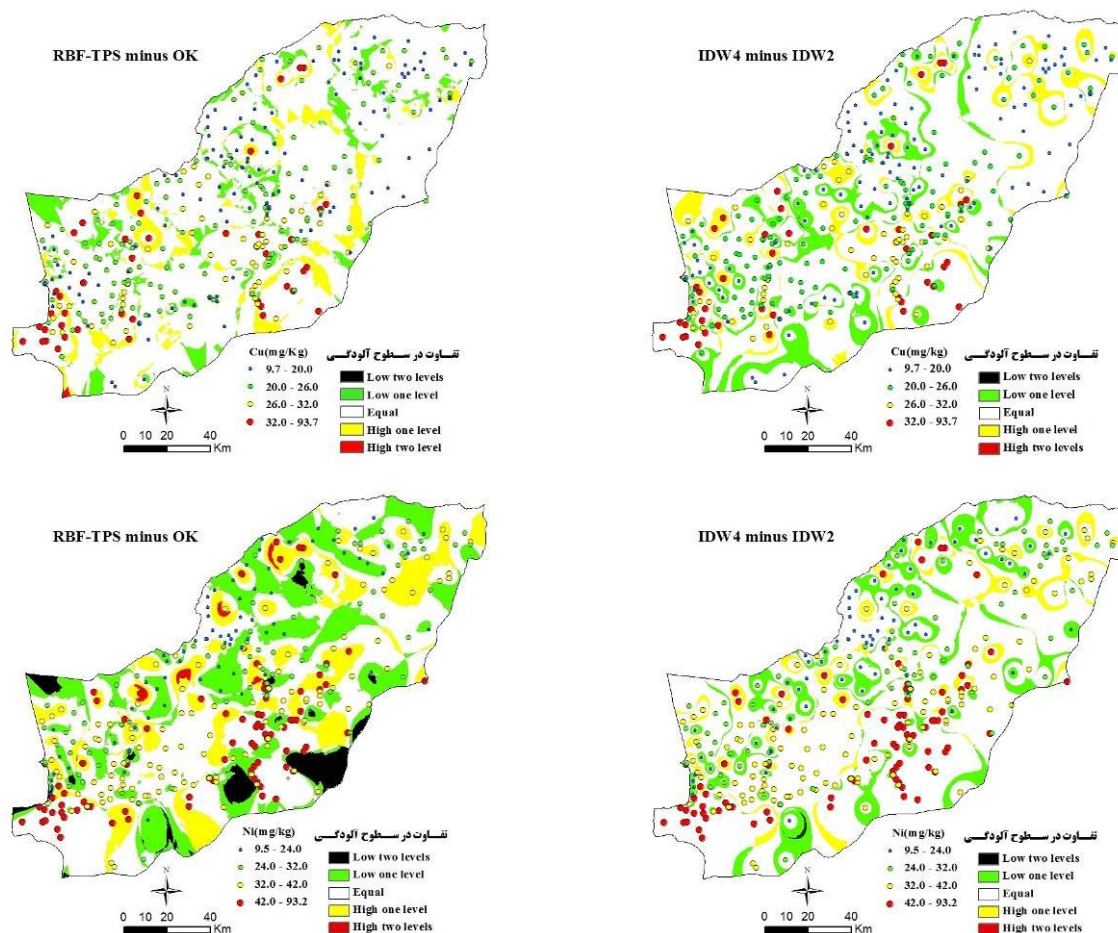 RBF-TPS minus OK
Cu(mg/Kg)
9.7 - 20.0
20.0 - 26.0
26.0 - 32.0
32.0 - 93.7
تفاوت در سطوح آلودگی
Low two levels
Low one level
Equal
High one level
High two level
N
0 10 20 40
Km
IDW4 minus IDW2
Cu(mg/kg)
9.7 - 20.0
20.0 - 26.0
26.0 - 32.0
32.0 - 93.7
تفاوت در سطوح آلودگی
Low two levels
Low one level
Equal
High one level
High two levels
N
0 10 20 40
Km
RBF-TPS minus OK
Ni(mg/kg)
9.5 - 24.0
24.0 - 32.0
32.0 - 42.0
42.0 - 93.2
تفاوت در سطوح آلودگی
Low two levels
Low one level
Equal
High one level
High two levels
N
0 10 20 40
Km
IDW4 minus IDW2
Ni(mg/kg)
9.5 - 24.0
24.0 - 32.0
32.0 - 42.0
42.0 - 93.2
تفاوت در سطوح آلودگی
Low two levels
Low one level
Equal
High one level
High two levels
N
0 10 20 40
Km